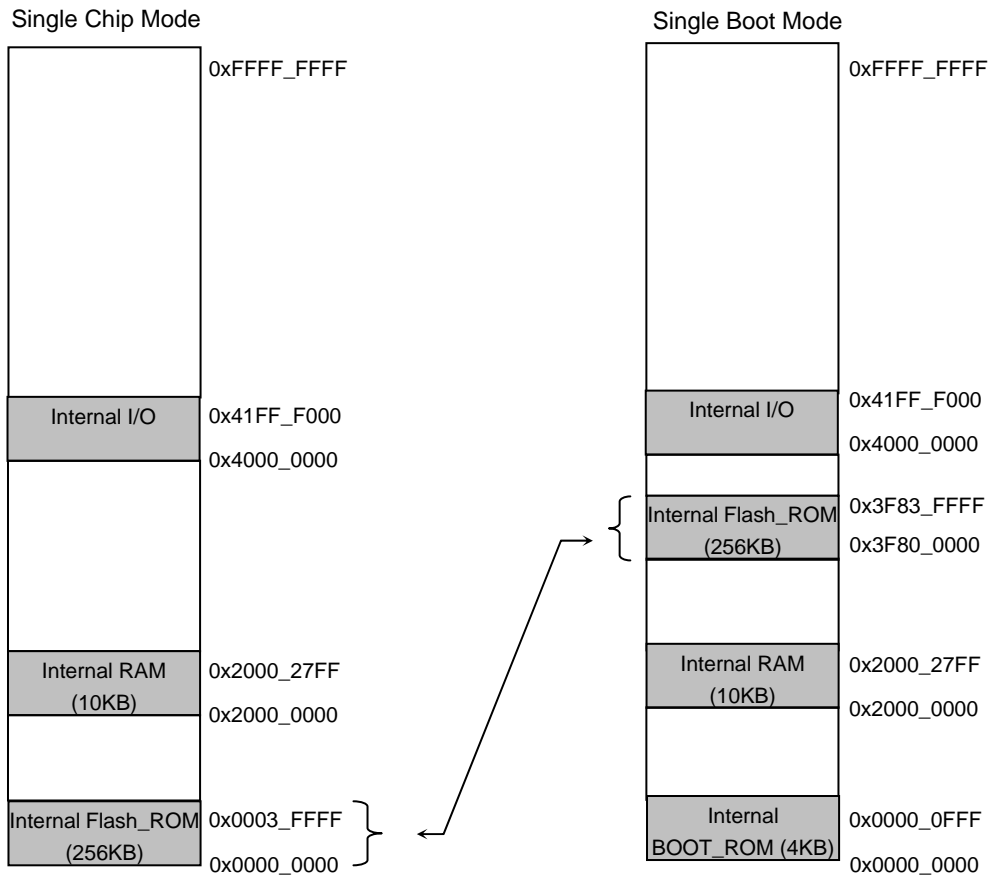 Single Chip Mode
0xFFFF_FFFF
Internal I/O
0x41FF_F000
0x4000_0000
Internal RAM
(10KB)
0x2000_27FF
0x2000_0000
Internal Flash_ROM
(256KB)
0x0003_FFFF
0x0000_0000
Single Boot Mode
0xFFFF_FFFF
Internal I/O
0x41FF_F000
0x4000_0000
Internal Flash_ROM
(256KB)
0x3F83_FFFF
0x3F80_0000
Internal RAM
(10KB)
0x2000_27FF
0x2000_0000
Internal
BOOT_ROM (4KB)
0x0000_0FFF
0x0000_0000